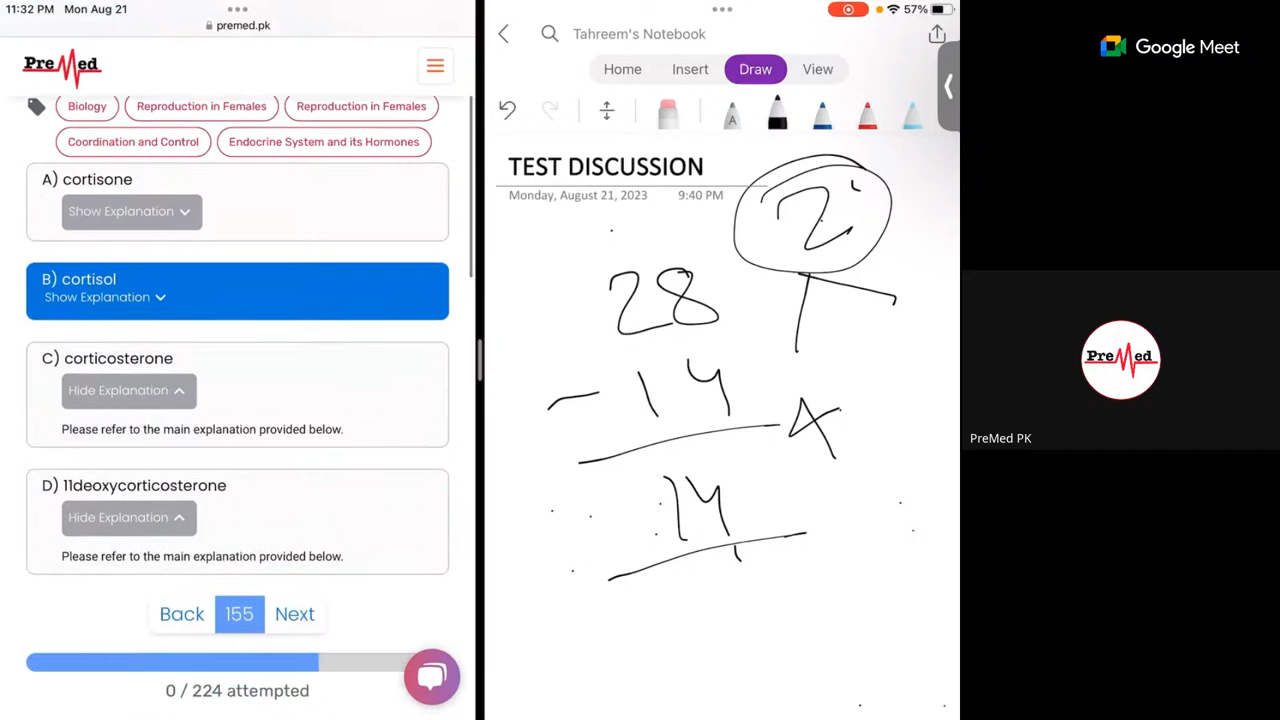 11:32 PM Mon Aug 21
premed.pk
PreMed
Biology
Reproduction in Females
Reproduction in Females
Coordination and Control
Endocrine System and its Hormones
A) cortisone
Show Explanation
B) cortisol
Show Explanation
C) corticosterone
Hide Explanation
Please refer to the main explanation provided below.
D) 11deoxycorticosterone
Hide Explanation
Please refer to the main explanation provided below.
Back 155 Next
0 / 224 attempted
57%
Tahreem's Notebook
Home Insert Draw View
A
TEST DISCUSSION
Monday, August 21, 2023 9:40 PM
2
28
- 14
14
Google Meet
PreMed
PreMed PK